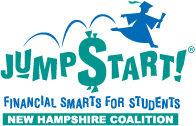 JUMP$TART!®
FINANCIAL SMARTS FOR STUDENTS
NEW HAMPSHIRE COALITION